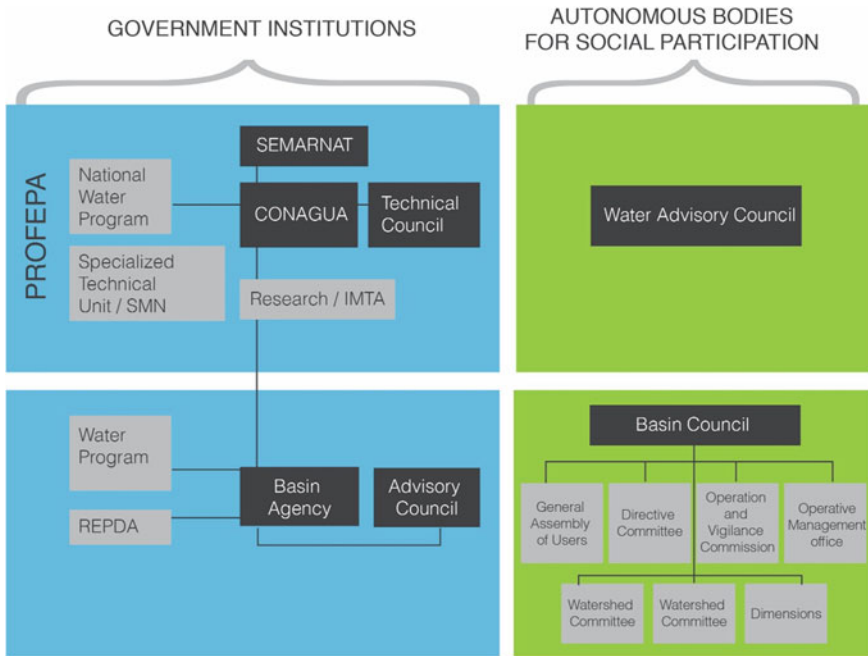 GOVERNMENT INSTITUTIONS
AUTONOMOUS BODIES
FOR SOCIAL PARTICIPATION
PROFEPA
SEMARNAT
National
Water
Program
CONAGUA
Technical
Council
Specialized
Technical
Unit / SMN
Research / IMTA
Water Advisory Council
Water
Program
REPDA
Basin
Agency
Advisory
Council
Basin Council
General
Assembly
of Users
Directive
Committee
Operation
and
Vigilance
Commission
Operative
Management
office
Watershed
Committee
Watershed
Committee
Dimensions